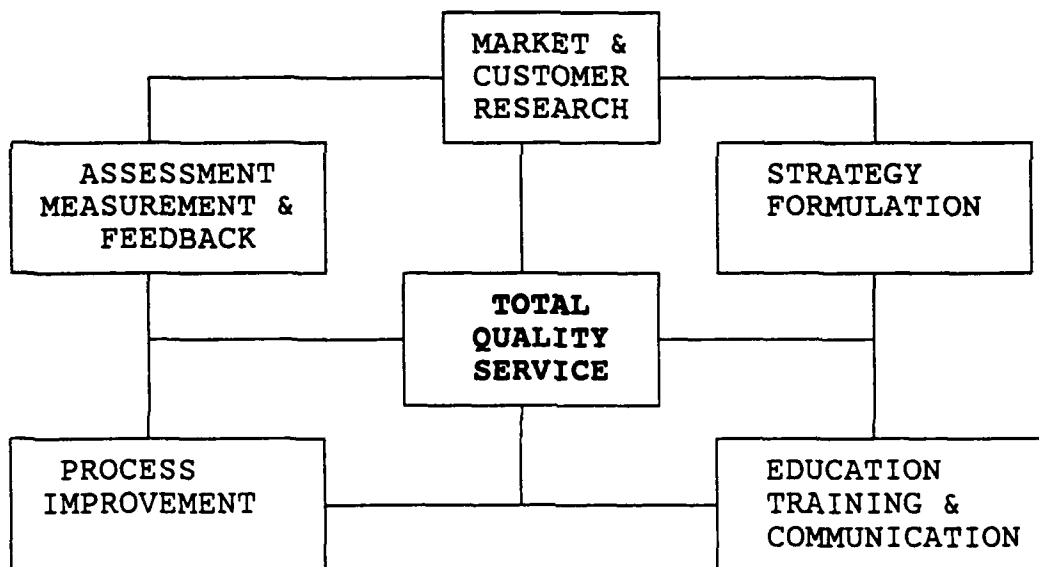 MARKET &
CUSTOMER
RESEARCH
ASSESSMENT
MEASUREMENT &
FEEDBACK
STRATEGY
FORMULATION
TOTAL
QUALITY
SERVICE
PROCESS
IMPROVEMENT
EDUCATION
TRAINING &
COMMUNICATION